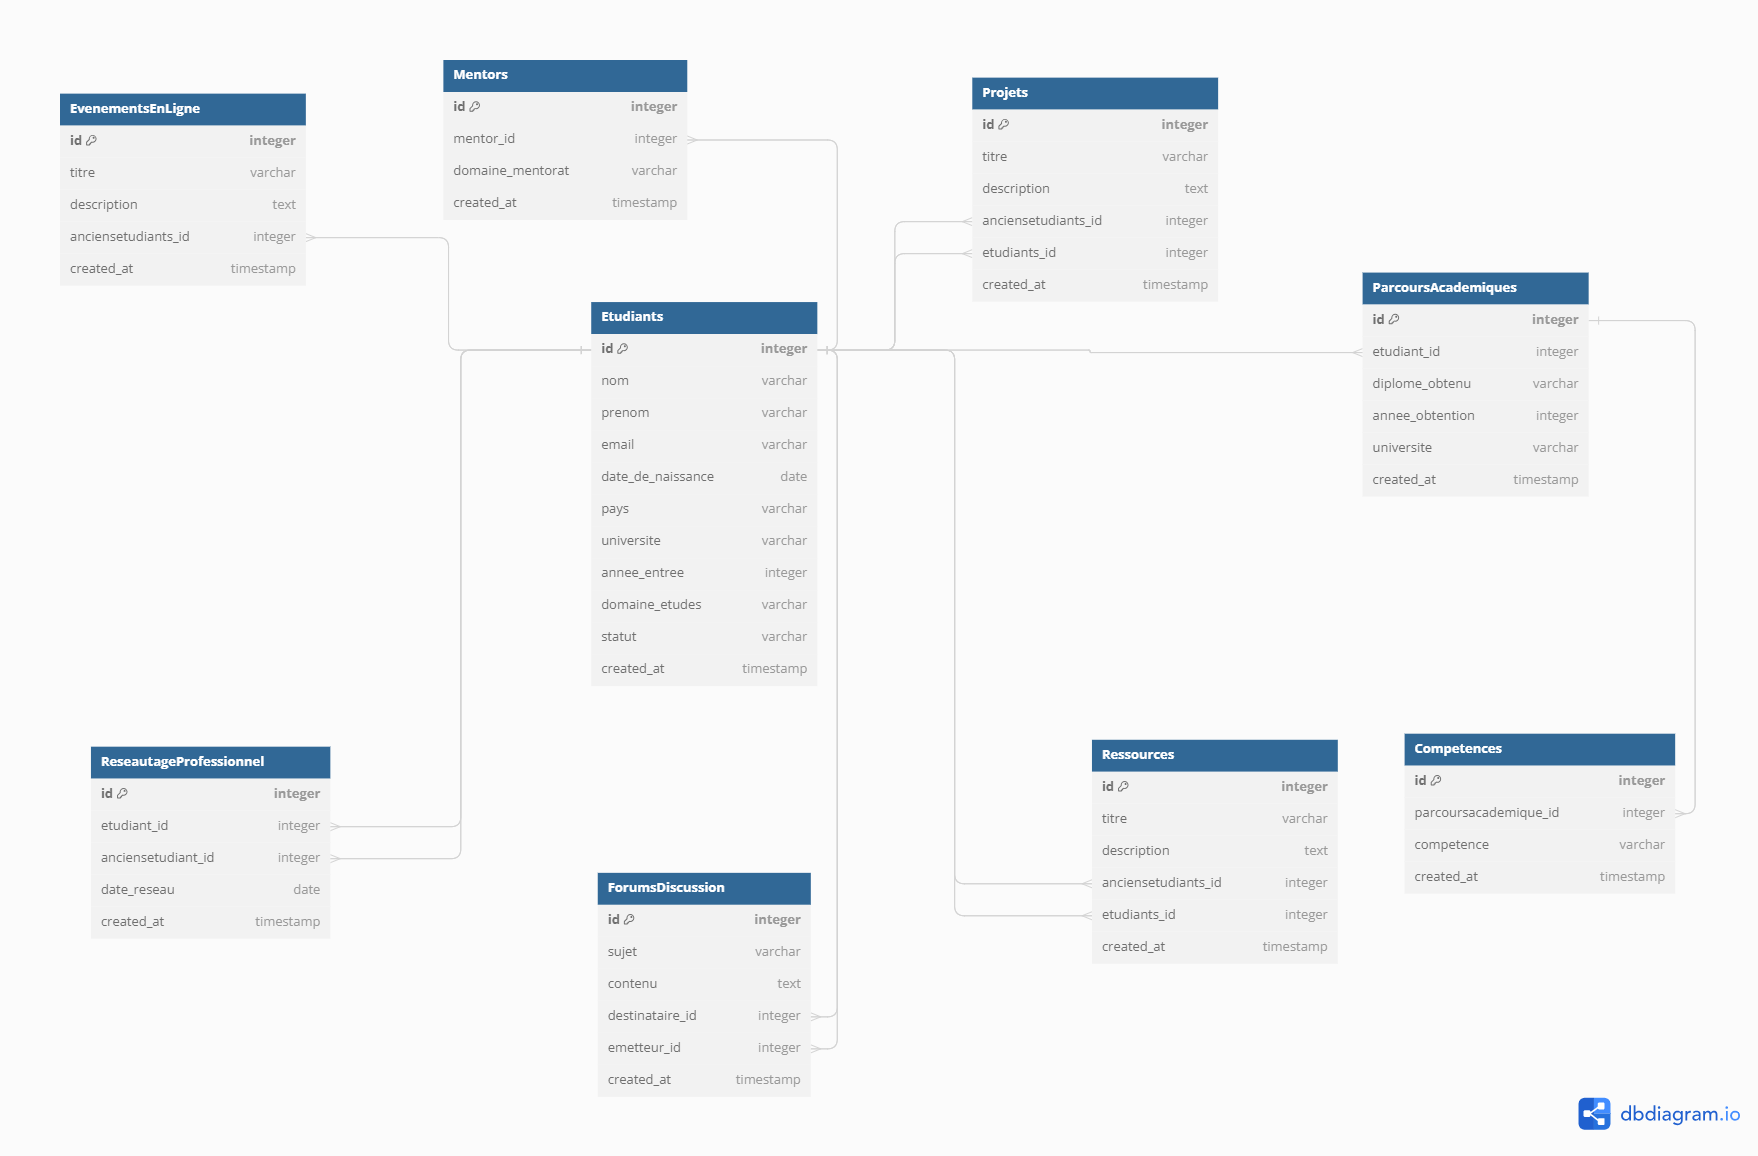 EvenementsEnLigne
id integer
titre varchar
description text
anciensetudiants_id integer
created_at timestamp
Mentors
id integer
mentor_id integer
domaine_mentorat varchar
created_at timestamp
Projets
id integer
titre varchar
description text
anciensetudiants_id integer
etudiants_id integer
created_at timestamp
Etudiants
id integer
nom varchar
prenom varchar
email varchar
date_de_naissance date
pays varchar
universite varchar
annee_entree integer
domaine_etudes varchar
statut varchar
created_at timestamp
ParcoursAcademiques
id integer
etudiant_id integer
diplome_obtenu varchar
annee_obtention integer
universite varchar
created_at timestamp
ReseautageProfessionnel
id integer
etudiant_id integer
anciensetudiant_id integer
date_reseau date
created_at timestamp
ForumsDiscussion
id integer
sujet varchar
contenu text
destinataire_id integer
emetteur_id integer
created_at timestamp
Ressources
id integer
titre varchar
description text
anciensetudiants_id integer
etudiants_id integer
created_at timestamp
Competences
id integer
parcoursacademique_id integer
competence varchar
created_at timestamp
dbdiagram.io